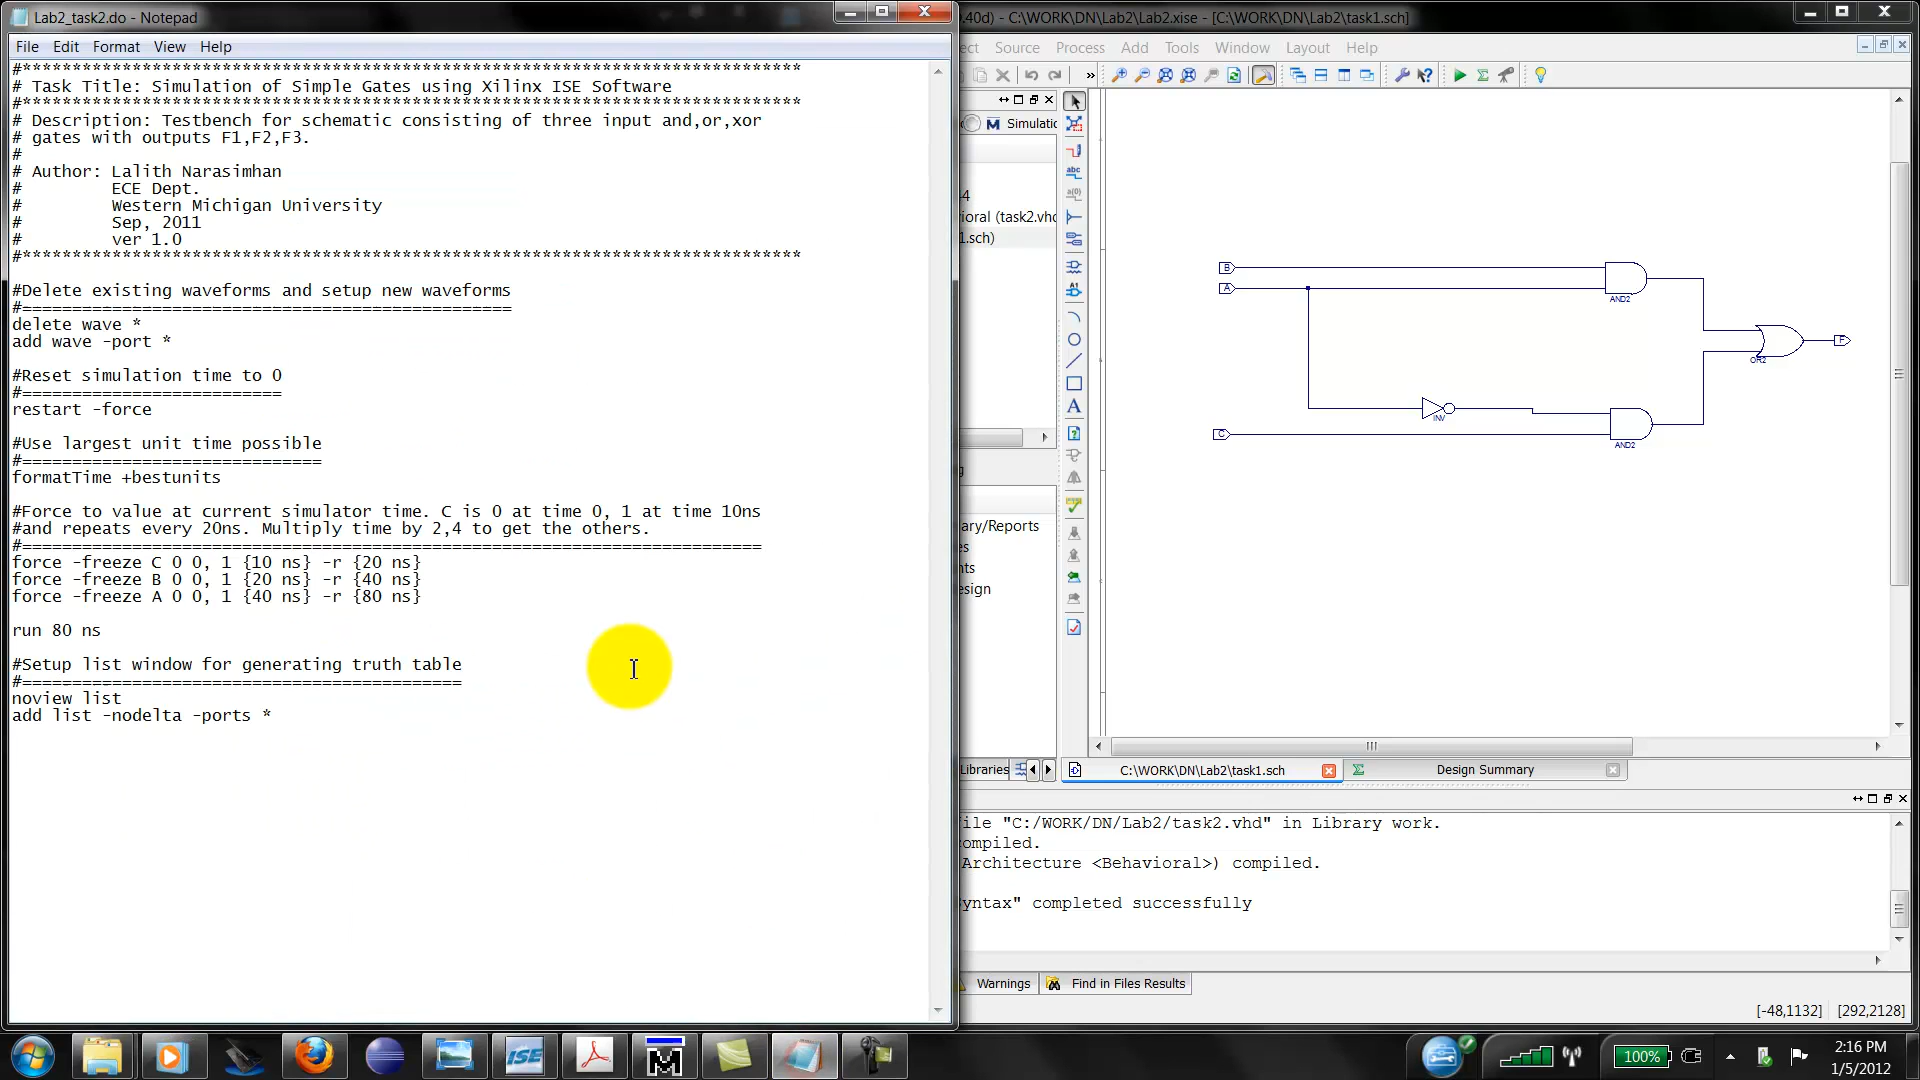 Lab2_task2.do - Notepad
File Edit Format View Help
#******************************************************************************
# Task Title: Simulation of Simple Gates using Xilinx ISE Software
#******************************************************************************
# Description: Testbench for schematic consisting of three input and,or,xor
# gates with outputs F1,F2,F3.
#
# Author: Lalith Narasimhan
#         ECE Dept.
#         Western Michigan University
#         Sep, 2011
#         ver 1.0
#******************************************************************************
#Delete existing waveforms and setup new waveforms
#=================================================
delete wave *
add wave -port *
#Reset simulation time to 0
#==========================
restart -force
#Use largest unit time possible
#==============================
formatTime +bestunits
#Force to value at current simulator time. C is 0 at time 0, 1 at time 10ns
#and repeats every 20ns. Multiply time by 2,4 to get the others.
#==========================================================================
force -freeze C 0 0, 1 {10 ns} -r {20 ns}
force -freeze B 0 0, 1 {20 ns} -r {40 ns}
force -freeze A 0 0, 1 {40 ns} -r {80 ns}
run 80 ns
#Setup list window for generating truth table
#============================================
noview list
add list -nodelta -ports *
.40d) - C:\WORK\DN\Lab2\Lab2.xise - [C:\WORK\DN\Lab2\task1.sch]
ect Source Process Add Tools Window Layout Help
Simulatio
4
ioral (task2.vhd
1.sch)
ary/Reports
es
nts
esign
Libraries
B
A
C
AND2
INV
AND2
OR2
F
C:\WORK\DN\Lab2\task1.sch
Design Summary
ile "C:/WORK/DN/Lab2/task2.vhd" in Library work.
ompiled.
Architecture <Behavioral>) compiled.
yntax" completed successfully
Warnings
Find in Files Results
[-48,1132] [292,2128]
ISE
M
100%
2:16 PM
1/5/2012